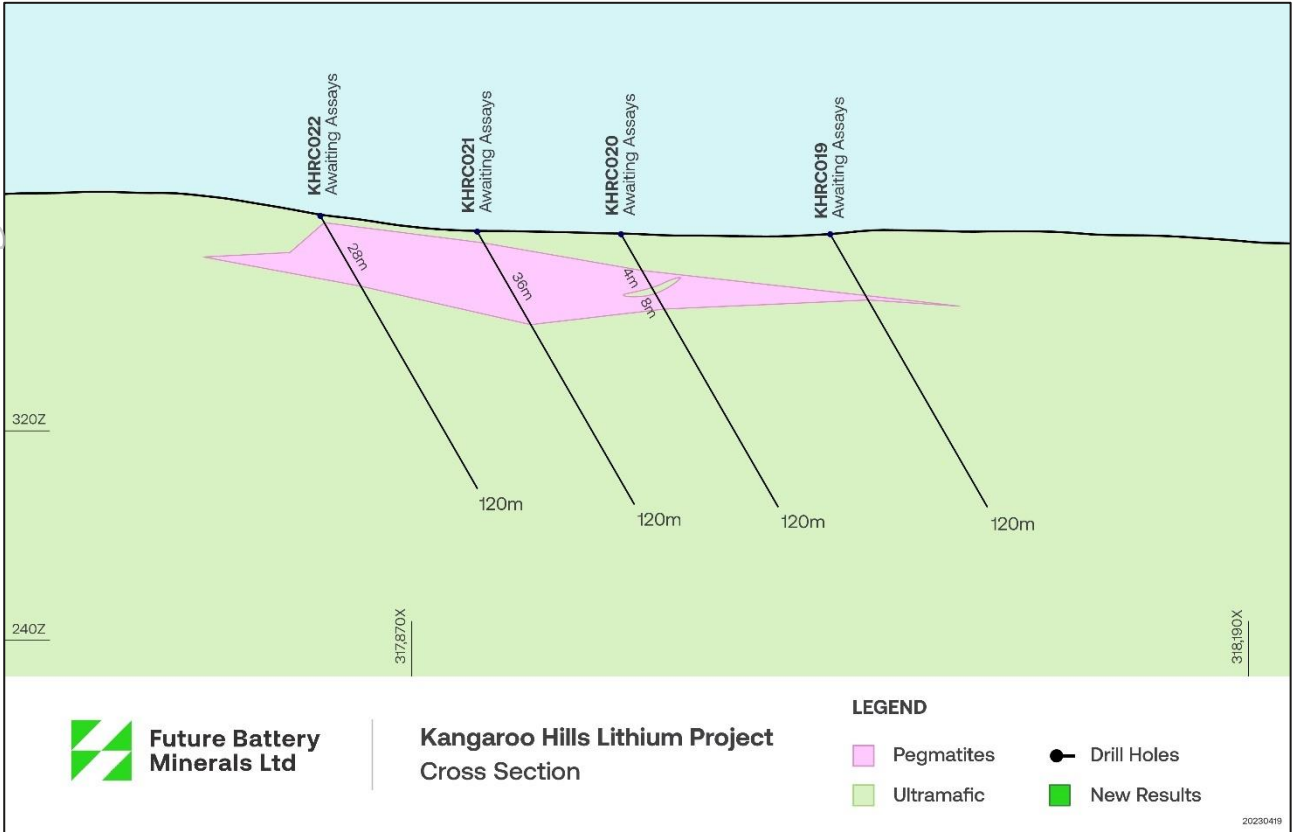 KHRC022
Awaiting Assays
KHRC021
Awaiting Assays
KHRC020
Awaiting Assays
KHRC019
Awaiting Assays
28m
36m
4m
8m
320Z
120m
120m
120m
120m
240Z
317,870X
318,190X
Future Battery
Minerals Ltd
Kangaroo Hills Lithium Project
Cross Section
LEGEND
Pegmatites
Drill Holes
Ultramafic
New Results
20230419